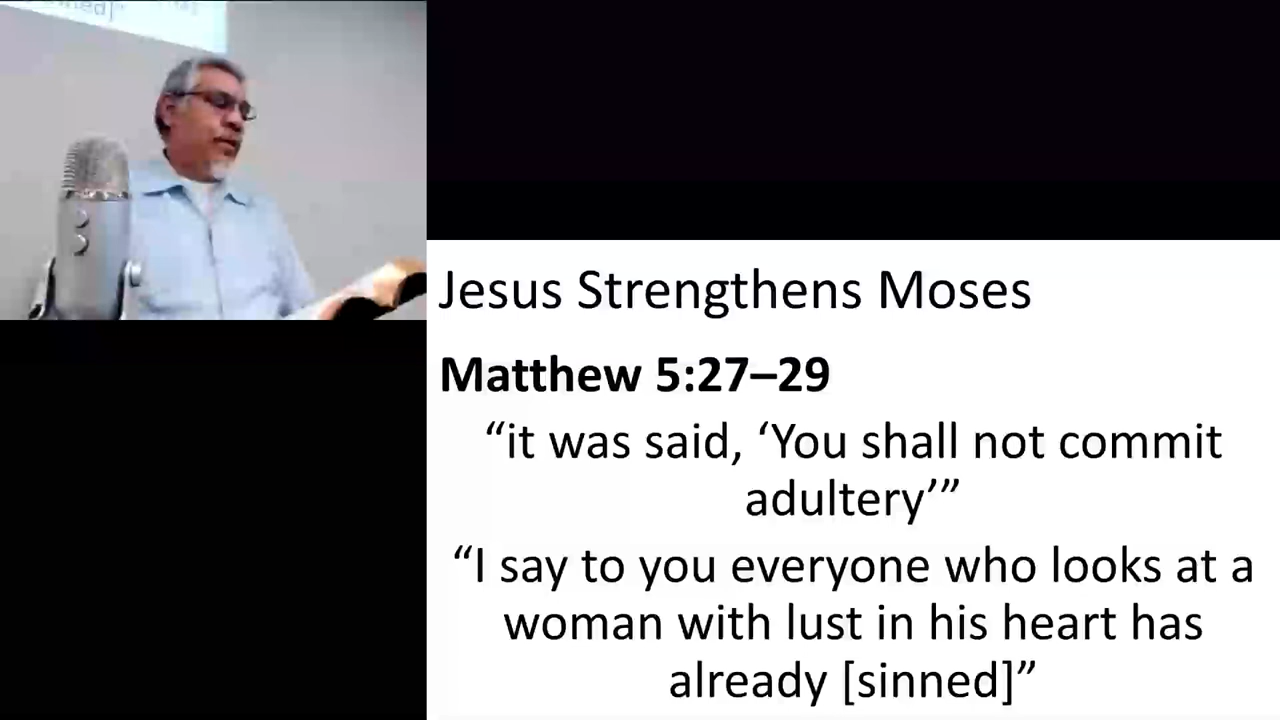 inned]”
Jesus Strengthens Moses
Matthew 5:27–29
“it was said, ‘You shall not commit
adultery’”
“I say to you everyone who looks at a
woman with lust in his heart has
already [sinned]”